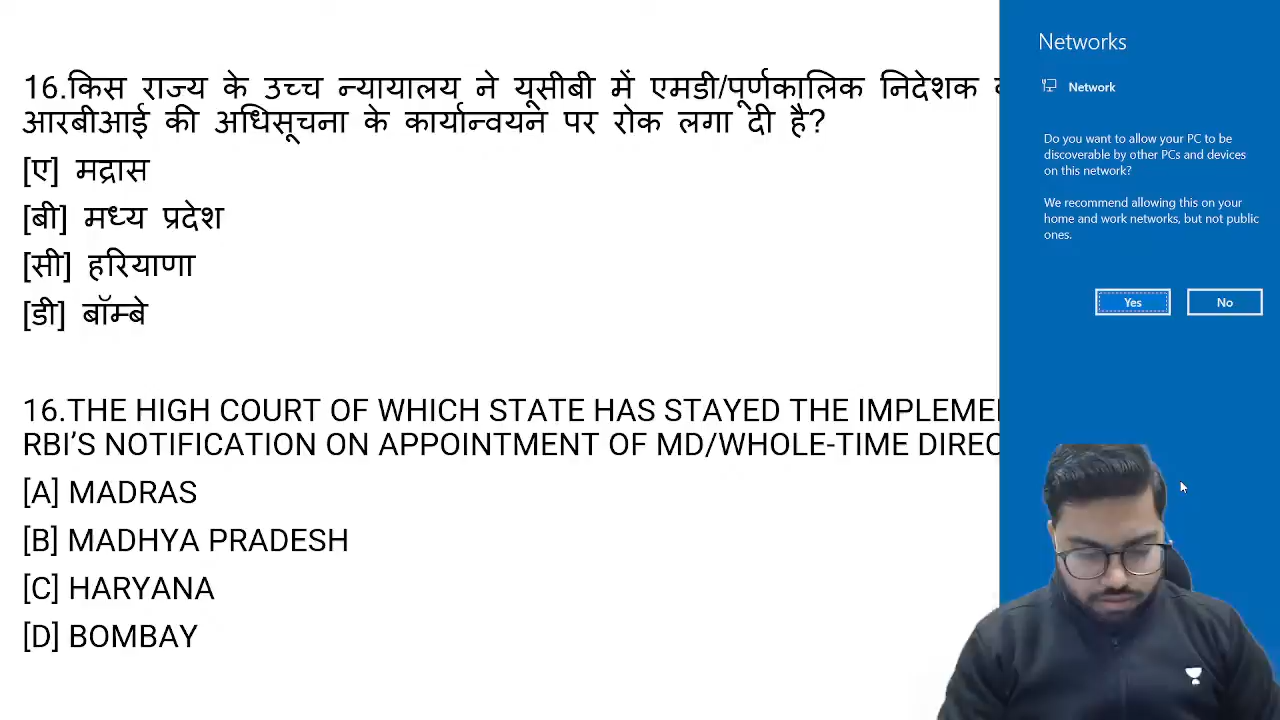 16.किस राज्य के उच्च न्यायालय ने यूसीबी में एमडी/पूर्णकालिक निदेशक
आरबीआई की अधिसूचना के कार्यान्वयन पर रोक लगा दी है?
[ए] मद्रास
[बी] मध्य प्रदेश
[सी] हरियाणा
[डी] बॉम्बे
16.THE HIGH COURT OF WHICH STATE HAS STAYED THE
RBI’S NOTIFICATION ON APPOINTMENT OF MD/WHOLE-TIME
[A] MADRAS
[B] MADHYA PRADESH
[C] HARYANA
[D] BOMBAY
Networks
Network
Do you want to allow your PC to be
discoverable by other PCs and devices
on this network?
We recommend allowing this on your
home and work networks, but not public
ones.
Yes No